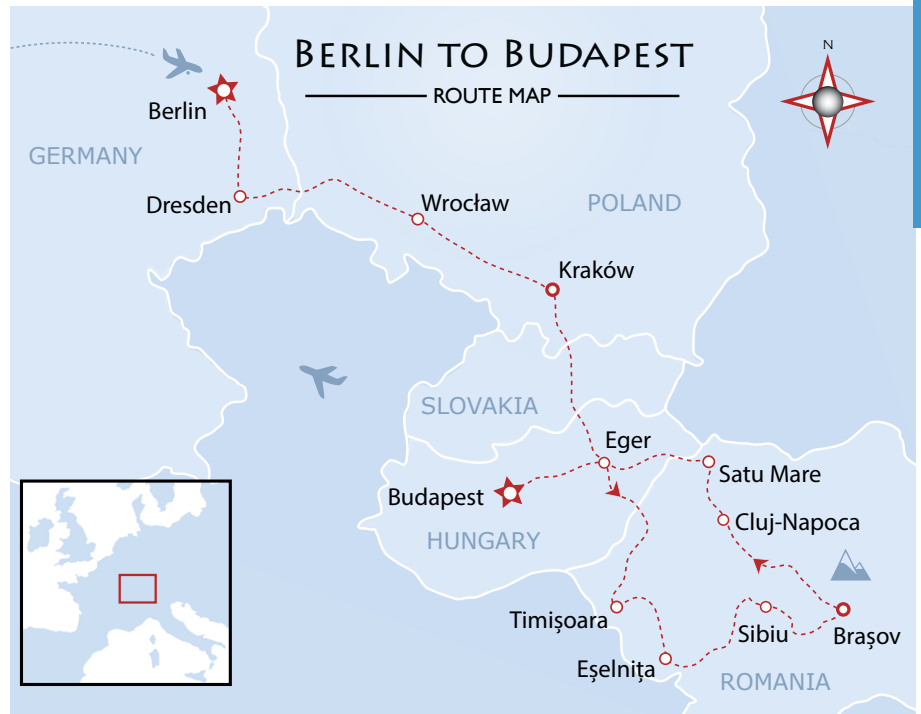 BERLIN TO BUDAPEST
ROUTE MAP
N
Berlin
GERMANY
Dresden
Wrocław
POLAND
Kraków
SLOVAKIA
Eger
Satu Mare
Budapest
Cluj-Napoca
HUNGARY
Timișoara
Sibiu
Brașov
Eșelnița
ROMANIA